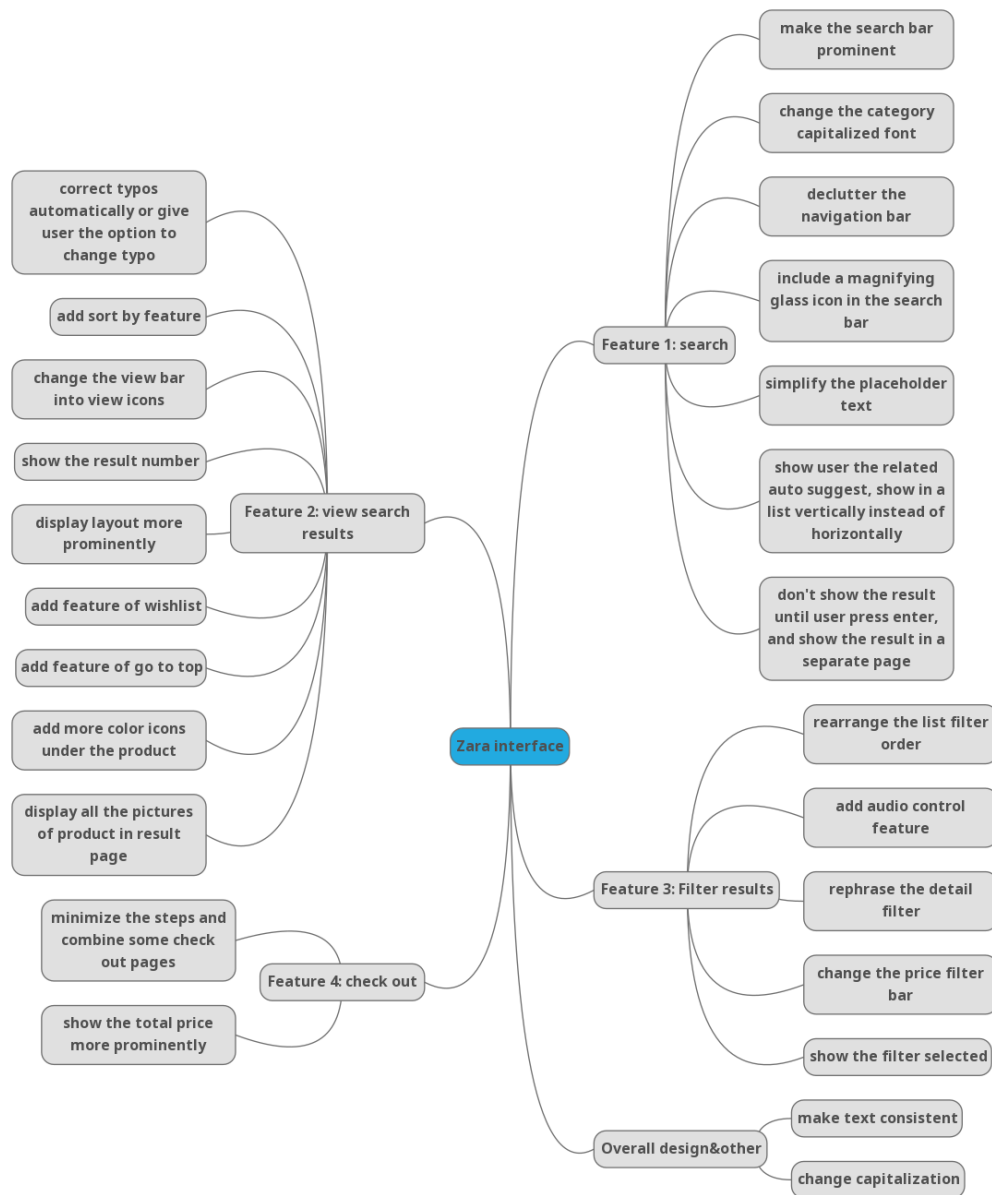 Zara interface
Feature 1: search
make the search bar
prominent
change the category
capitalized font
declutter the
navigation bar
include a magnifying
glass icon in the search
bar
simplify the placeholder
text
show user the related
auto suggest, show in a
list vertically instead of
horizontally
don't show the result
until user press enter,
and show the result in a
separate page
Feature 2: view search
results
correct typos
automatically or give
user the option to
change typo
add sort by feature
change the view bar
into view icons
show the result number
display layout more
prominently
add feature of wishlist
add feature of go to top
add more color icons
under the product
display all the pictures
of product in result
page
Feature 3: Filter results
rearrange the list filter
order
add audio control
feature
rephrase the detail
filter
change the price filter
bar
show the filter selected
Feature 4: check out
minimize the steps and
combine some check
out pages
show the total price
more prominently
Overall design&other
make text consistent
change capitalization